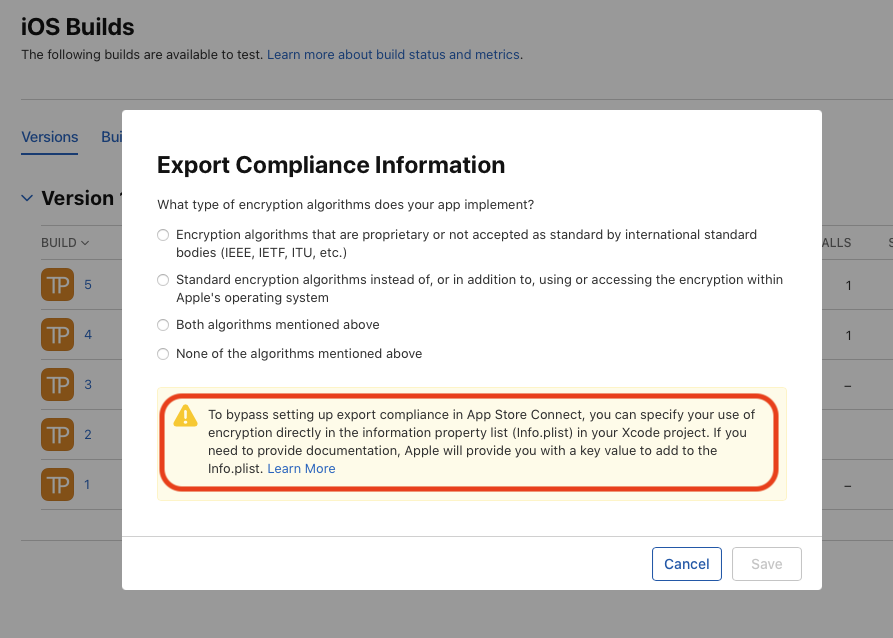 iOS Builds
The following builds are available to test. Learn more about build status and metrics.
Versions
Export Compliance Information
What type of encryption algorithms does your app implement?
Encryption algorithms that are proprietary or not accepted as standard by international standard
bodies (IEEE, IETF, ITU, etc.)
Standard encryption algorithms instead of, or in addition to, using or accessing the encryption within
Apple's operating system
Both algorithms mentioned above
None of the algorithms mentioned above
To bypass setting up export compliance in App Store Connect, you can specify your use of
encryption directly in the information property list (Info.plist) in your Xcode project. If you
need to provide documentation, Apple will provide you with a key value to add to the
Info.plist. Learn More
Cancel Save
Version
BUILD
TP 5 1
TP 4 1
TP 3 –
TP 2
TP 1 –